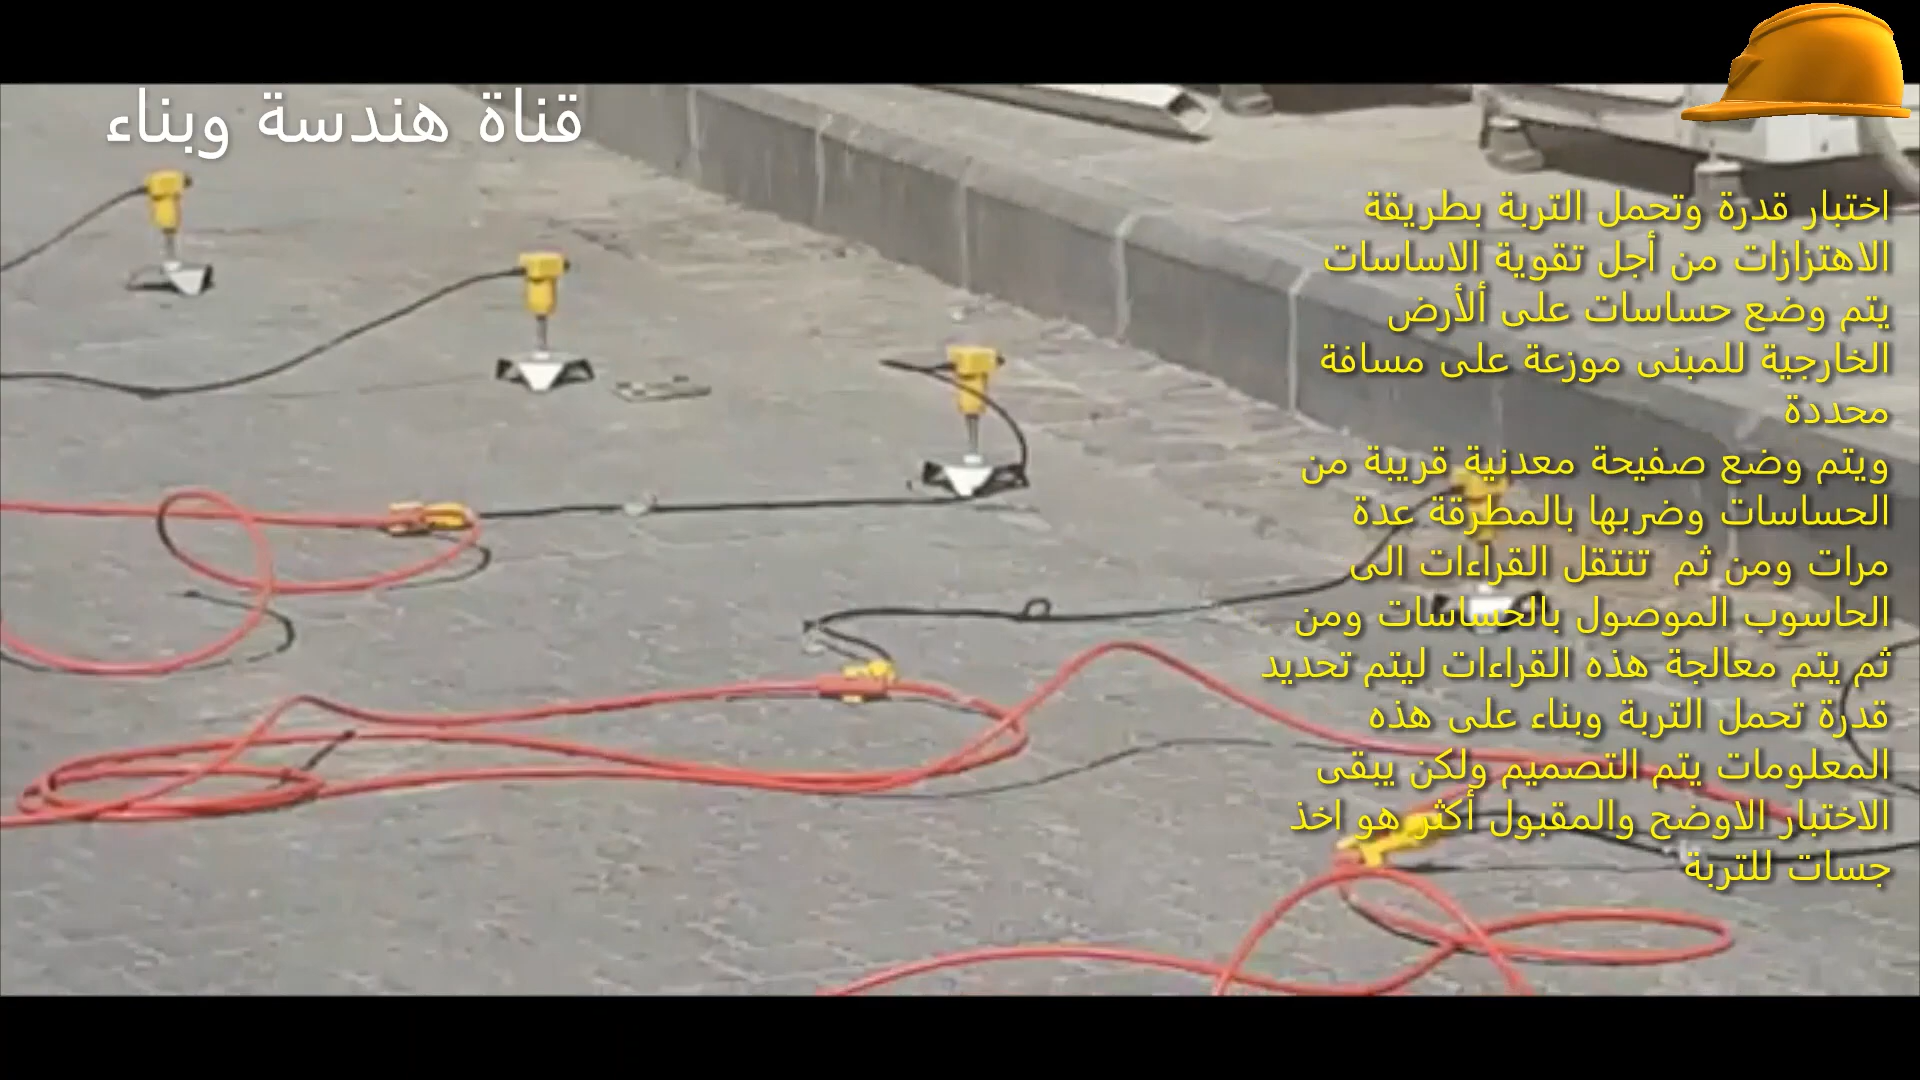 قناة هندسة وبناء
اختبار قدرة وتحمل التربة بطريقة
الاهتزازات من أجل تقوية الاساسات
يتم وضع حساسات على ألأرض
الخارجية للمبنى موزعة على مسافة
محددة
ويتم وضع صفيحة معدنية قريبة من
الحساسات وضربها بالمطرقة عدة
مرات ومن ثم  تنتقل القراءات الى
الحاسوب الموصول بالحساسات ومن
ثم يتم معالجة هذه القراءات ليتم تحديد
قدرة تحمل التربة وبناء على هذه
المعلومات يتم التصميم ولكن يبقى
الاختبار الاوضح والمقبول أكثر هو اخذ
جسات للتربة